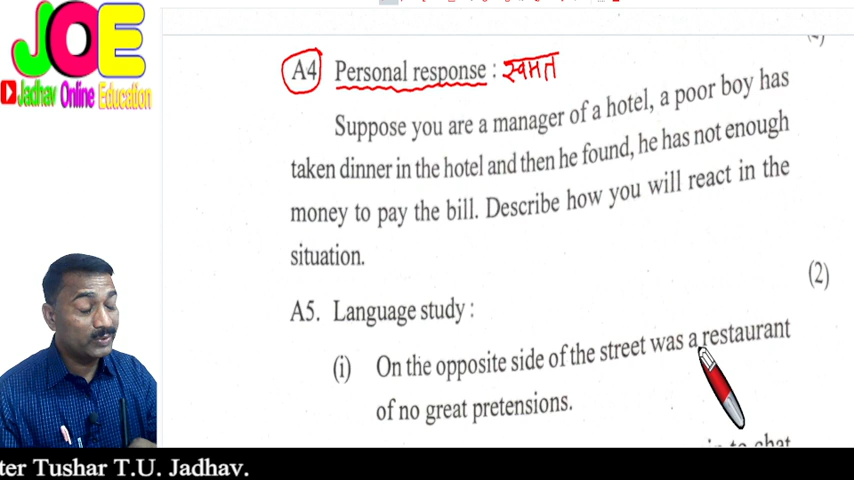 JOE
Jadhav Online Education
A4 Personal response : स्वमत
Suppose you are a manager of a hotel, a poor boy has
taken dinner in the hotel and then he found, he has not enough
money to pay the bill. Describe how you will react in the
situation.
(2)
A5. Language study :
(i) On the opposite side of the street was a restaurant
of no great pretensions.
in to chat
ter Tushar T.U. Jadhav.